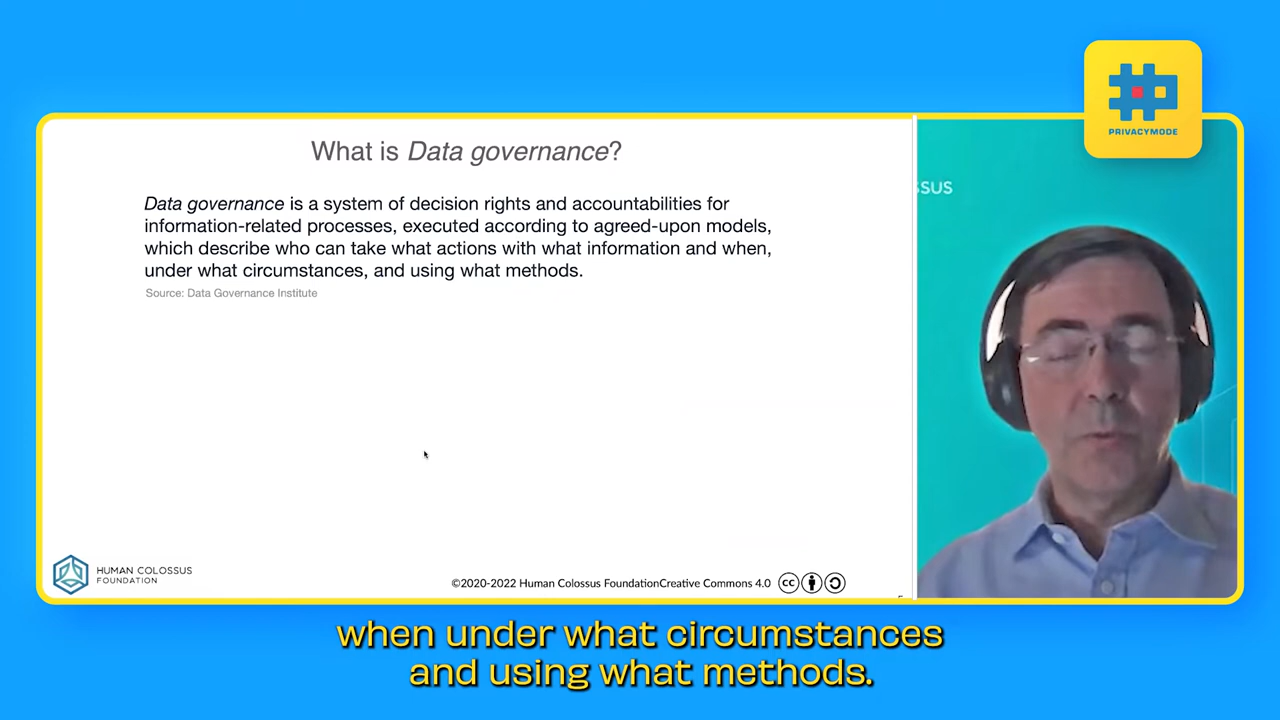 PRIVACYMODE
What is Data governance?
Data governance is a system of decision rights and accountabilities for
information-related processes, executed according to agreed-upon models,
which describe who can take what actions with what information and when,
under what circumstances, and using what methods.
Source: Data Governance Institute
SSUS
HUMAN COLOSSUS
FOUNDATION
©2020-2022 Human Colossus FoundationCreative Commons 4.0
cc
when under what circumstances
and using what methods.